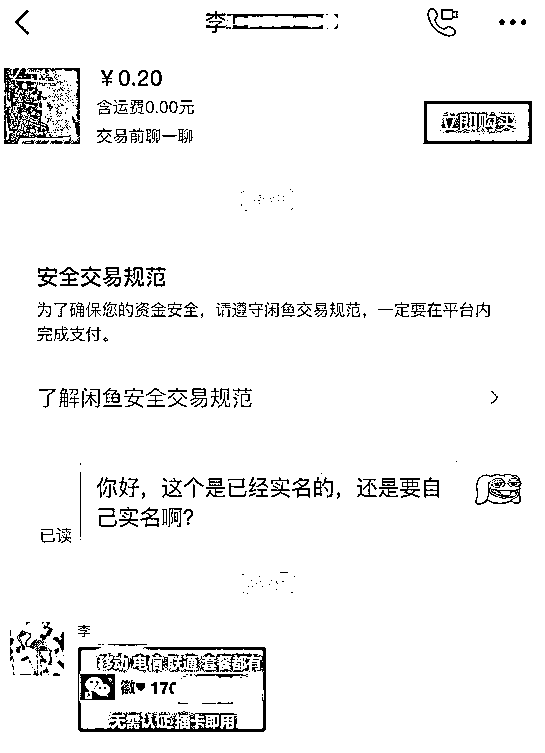 李
￥0.20
含运费0.00元
交易前聊一聊
立即购买
安全交易规范
为了确保您的资金安全，请遵守闲鱼交易规范，一定要在平台内
完成支付。
了解闲鱼安全交易规范
你好，这个是已经实名的，还是要自
己实名啊？
已读
李
移动 电信 联通 套餐都有
徽♥ 170
无需认证 插卡即用